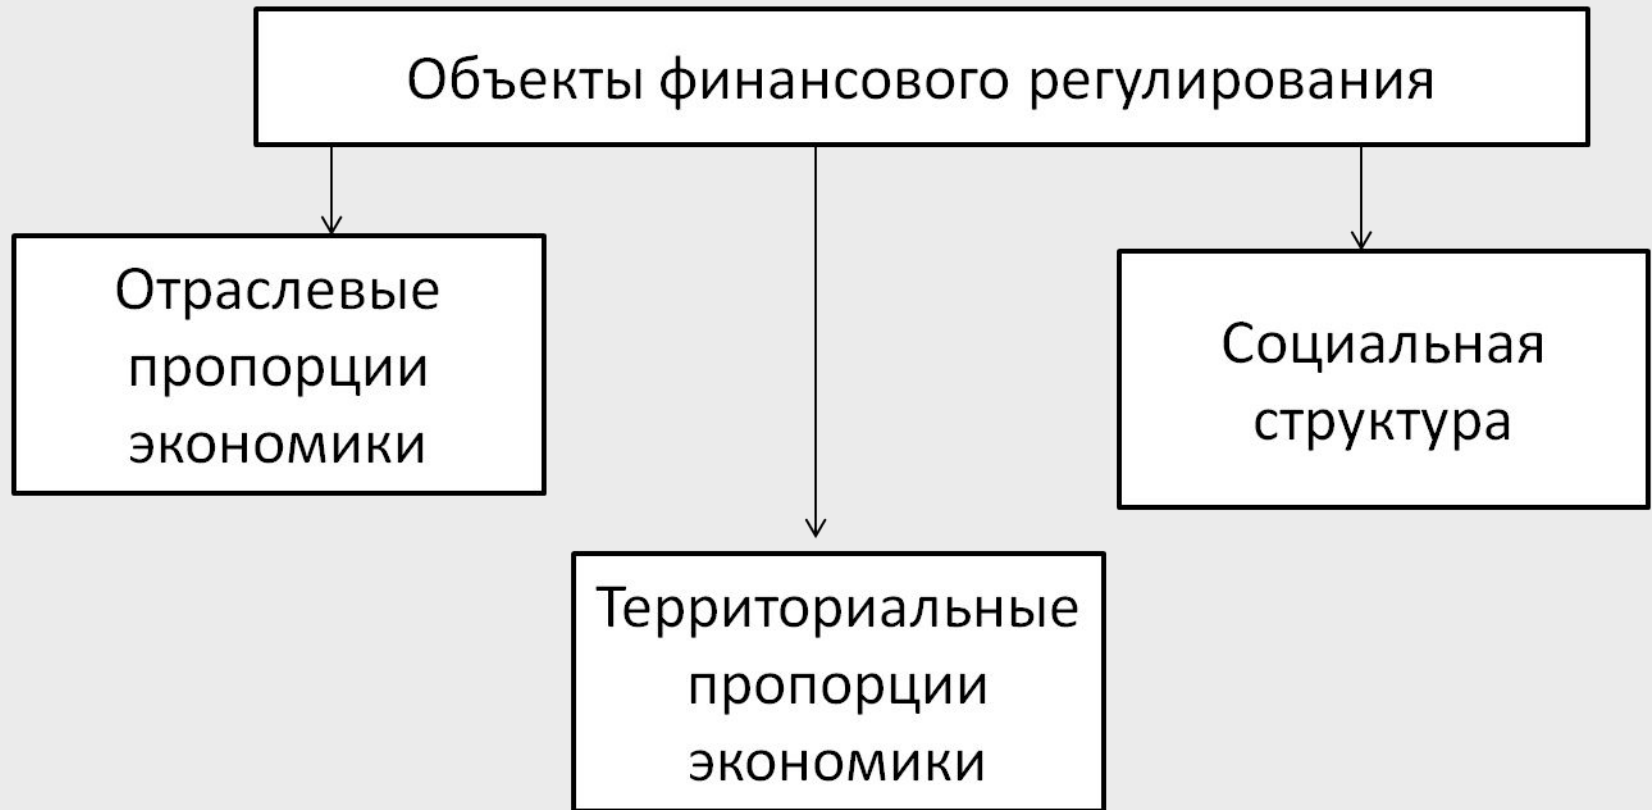 Объекты финансового регулирования
Отраслевые
пропорции
экономики
Социальная
структура
Территориальные
пропорции
экономики